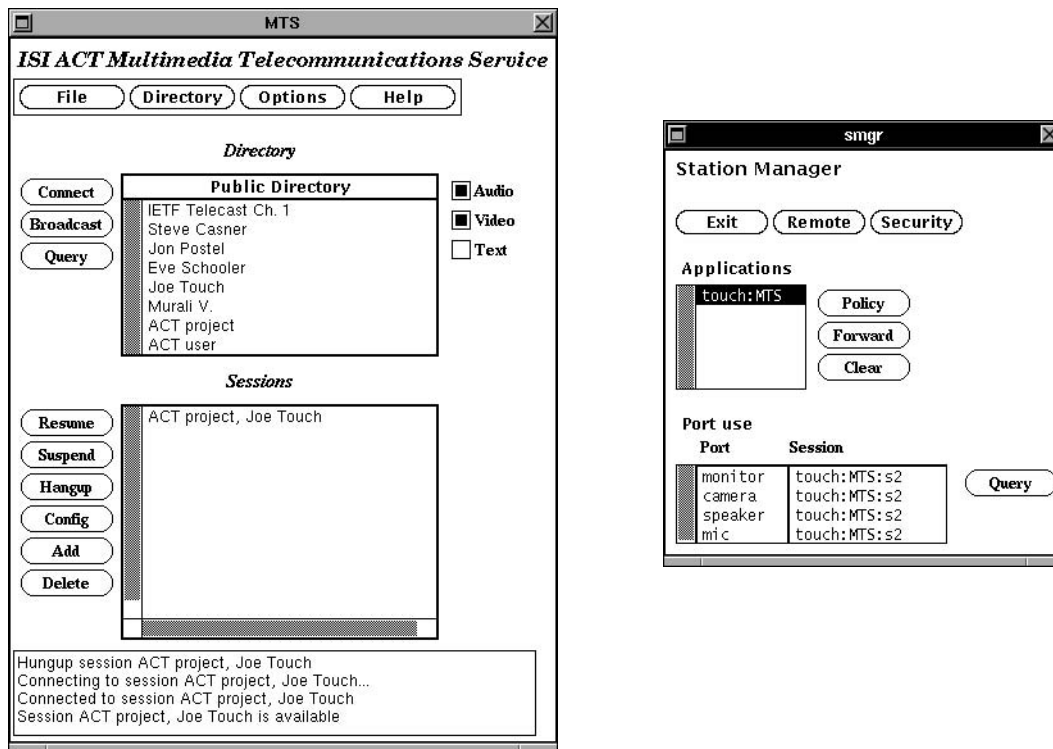 MTS
ISI ACT Multimedia Telecommunications Service
File Directory Options Help
Directory
Connect
Broadcast
Query
Public Directory
IETF Telecast Ch. 1
Steve Casner
Jon Postel
Eve Schooler
Joe Touch
Murali V.
ACT project
ACT user
Audio
Video
Text
Sessions
Resume
Suspend
Hangup
Config
Add
Delete
ACT project, Joe Touch
Hungup session ACT project, Joe Touch
Connecting to session ACT project, Joe Touch...
Connected to session ACT project, Joe Touch
Session ACT project, Joe Touch is available
smgr
Station Manager
Exit Remote Security
Applications
touch:MTS
Policy
Forward
Clear
Port use
Port Session
monitor touch:MTS:s2
camera touch:MTS:s2
speaker touch:MTS:s2
mic touch:MTS:s2
Query